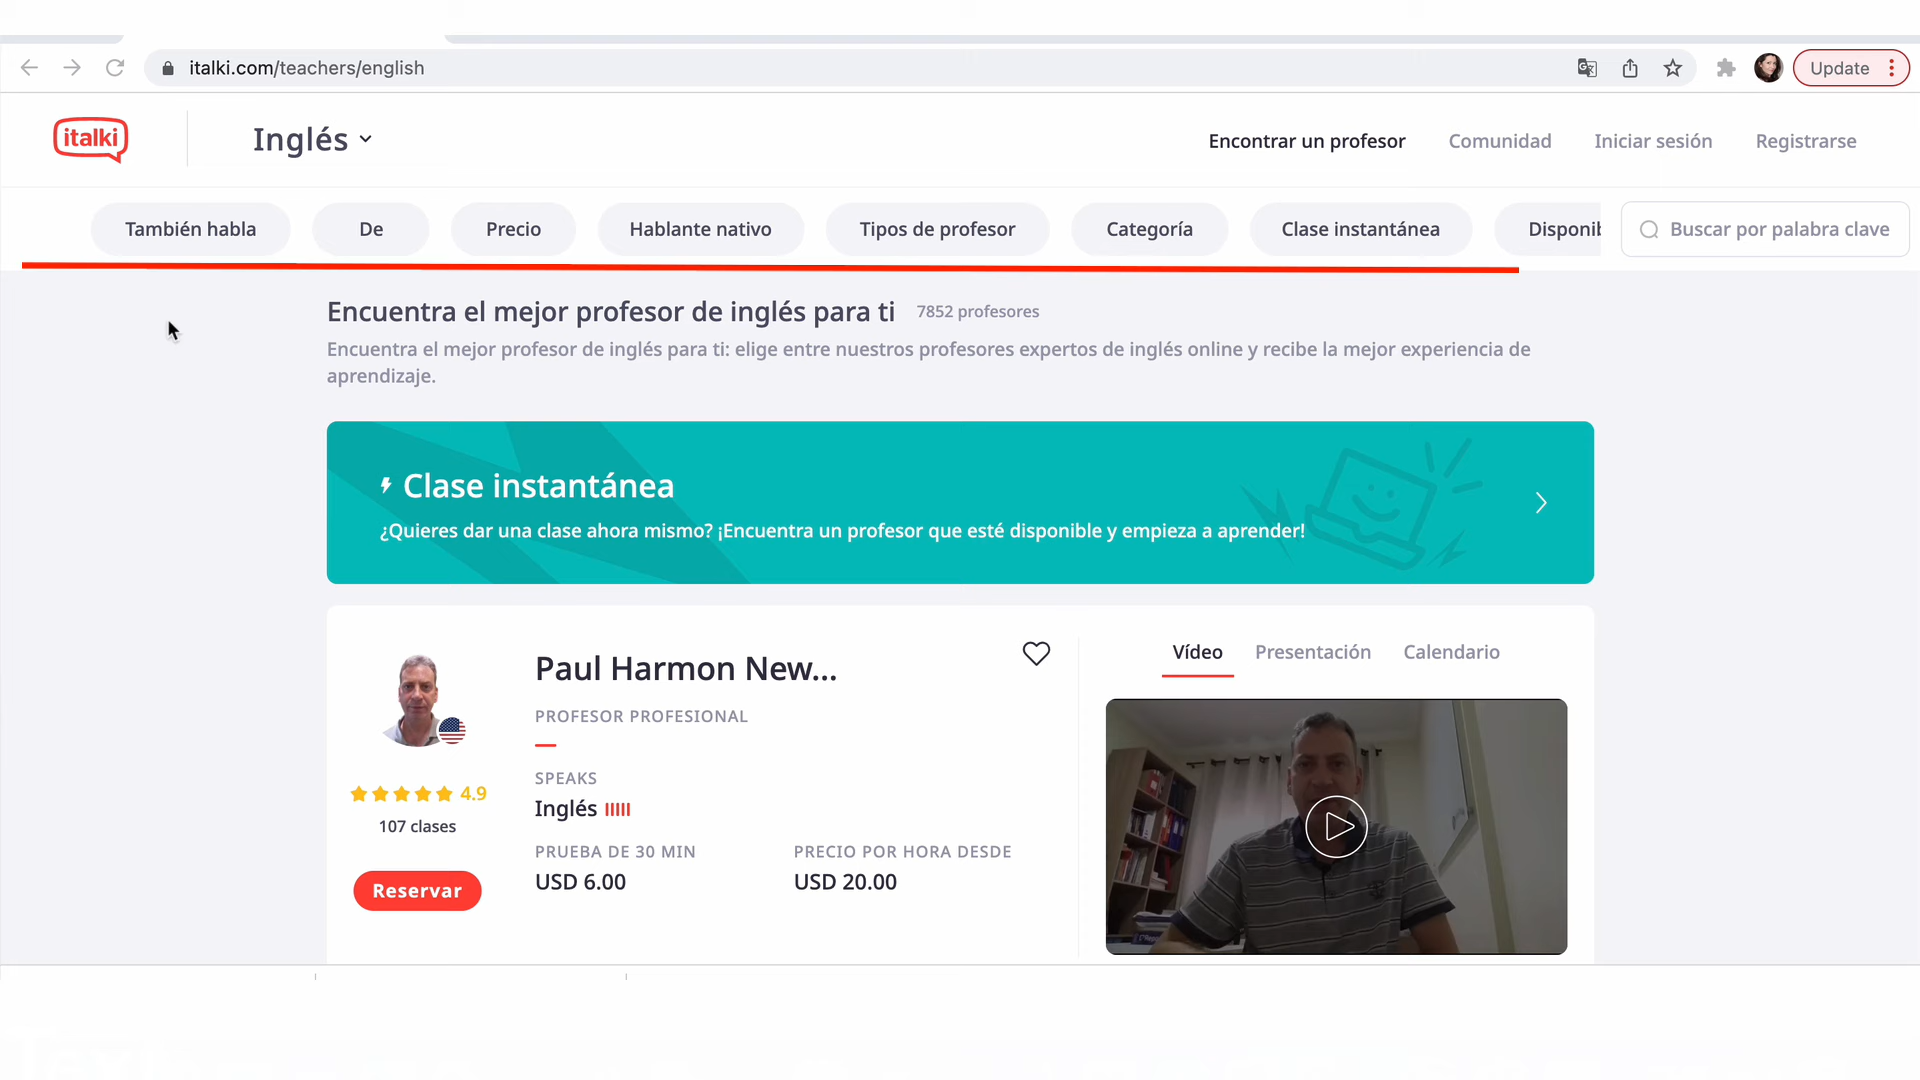 italki.com/teachers/english
Update
italki
Inglés
Encontrar un profesor
Comunidad
Iniciar sesión
Registrarse
También habla
De
Precio
Hablante nativo
Tipos de profesor
Categoría
Clase instantánea
Disponib
Buscar por palabra clave
Encuentra el mejor profesor de inglés para ti
7852 profesores
Encuentra el mejor profesor de inglés para ti: elige entre nuestros profesores expertos de inglés online y recibe la mejor experiencia de
aprendizaje.
Clase instantánea
¿Quieres dar una clase ahora mismo? ¡Encuentra un profesor que esté disponible y empieza a aprender!
Paul Harmon New...
PROFESOR PROFESIONAL
SPEAKS
Inglés
4.9
107 clases
PRUEBA DE 30 MIN
PRECIO POR HORA DESDE
USD 6.00
USD 20.00
Reservar
Vídeo
Presentación
Calendario